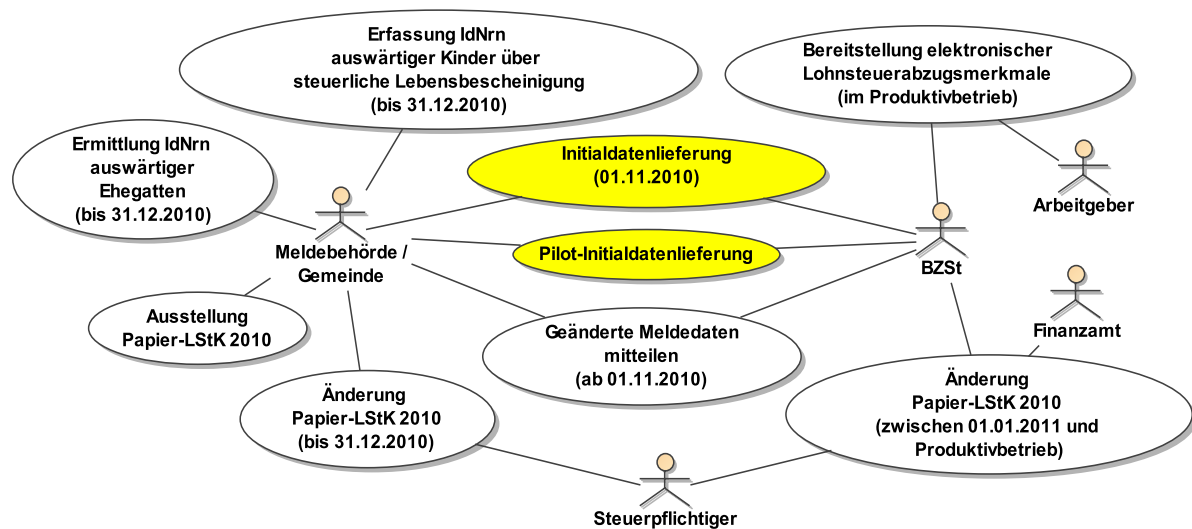 Erfassung IdNrn
auswärtiger Kinder über
steuerliche Lebensbescheinigung
(bis 31.12.2010)
Bereitstellung elektronischer
Lohnsteuerabzugsmerkmale
(im Produktivbetrieb)
Ermittlung IdNrn
auswärtiger
Ehegatten
(bis 31.12.2010)
Initialdatenlieferung
(01.11.2010)
Arbeitgeber
Meldebehörde /
Gemeinde
Pilot-Initialdatenlieferung
BZSt
Ausstellung
Papier-LStK 2010
Geänderte Meldedaten
mitteilen
(ab 01.11.2010)
Finanzamt
Änderung
Papier-LStK 2010
(bis 31.12.2010)
Änderung
Papier-LStK 2010
(zwischen 01.01.2011 und
Produktivbetrieb)
Steuerpflichtiger